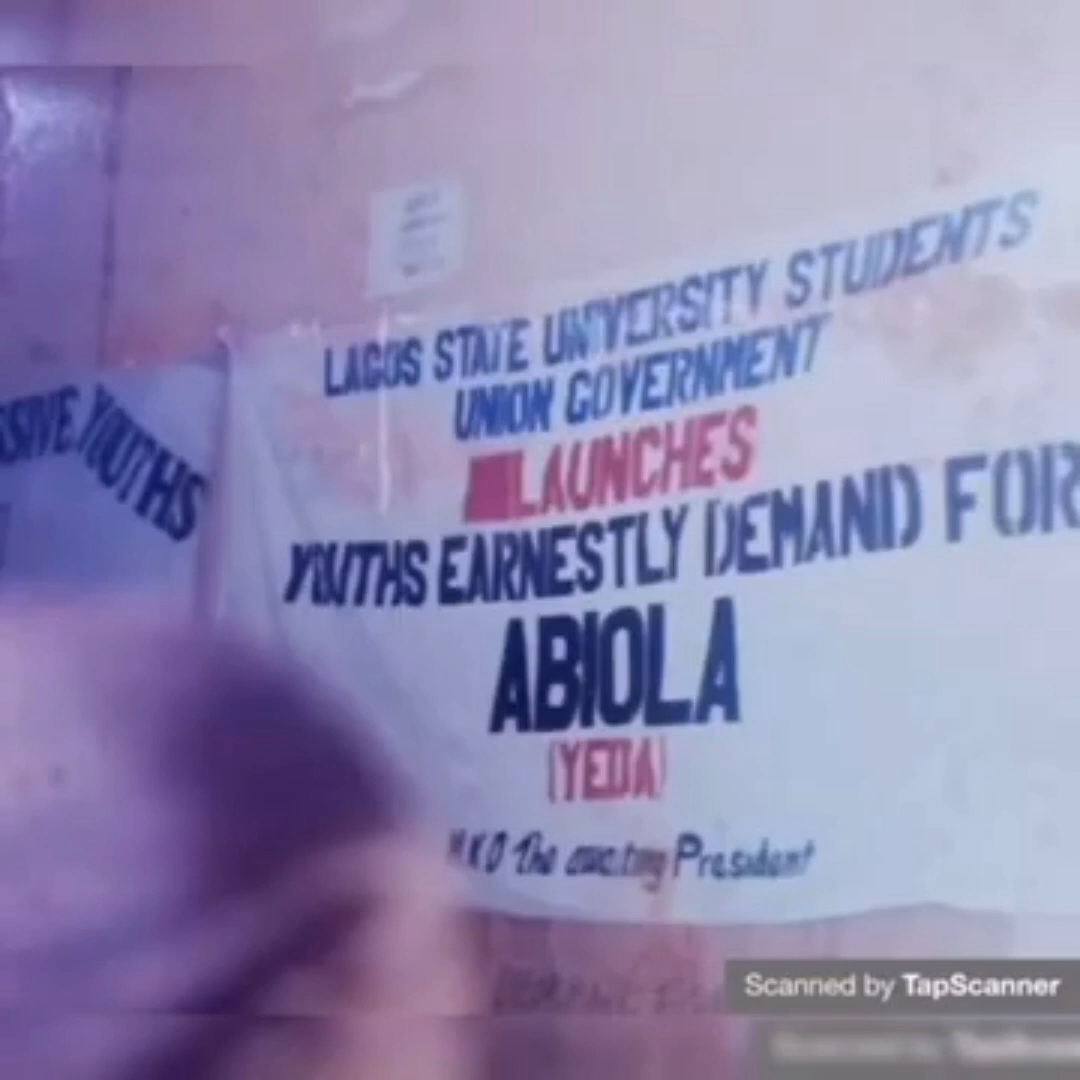 SSIVE YOUTHS
LAGOS STATE UNIVERSITY STUDENTS
UNION GOVERNMENT
LAUNCHES
YOUTHS EARNESTLY DEMAND FOR
ABIOLA
(YEDA)
M.K.O The awaiting President
Scanned by TapScanner